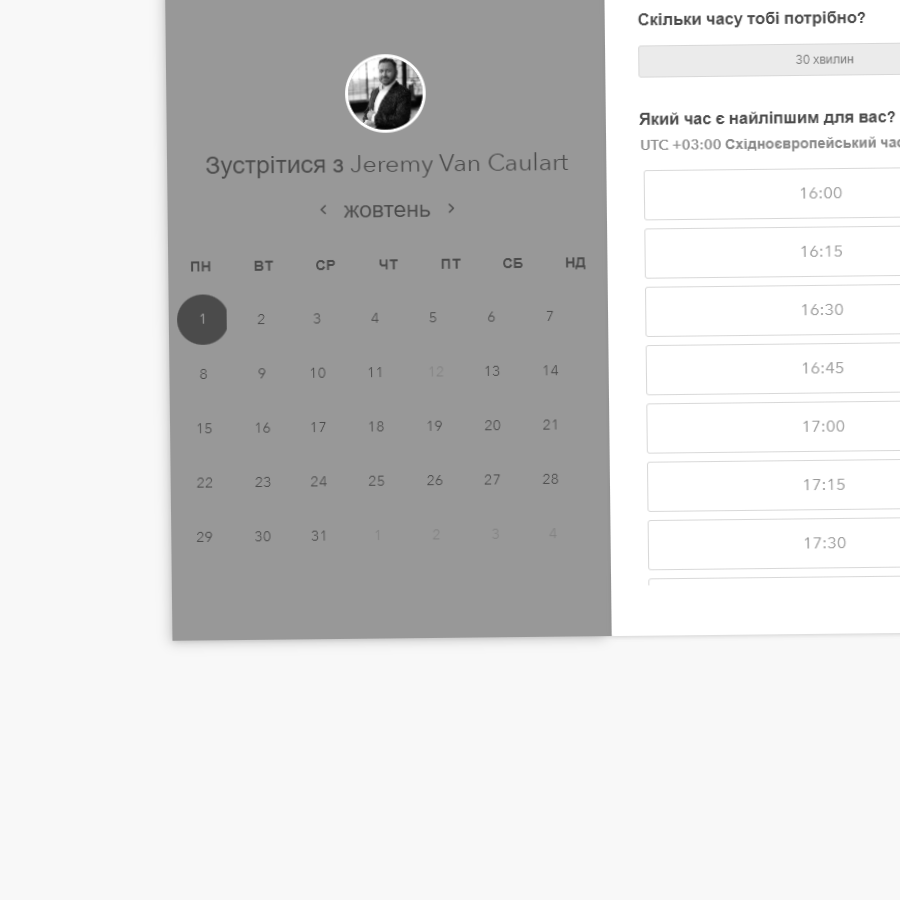 Зустрітися з Jeremy Van Caulart
жовтень
ПН ВТ СР ЧТ ПТ СБ НД
1 2 3 4 5 6 7
8 9 10 11 12 13 14
15 16 17 18 19 20 21
22 23 24 25 26 27 28
29 30 31 1 2 3 4
Скільки часу тобі потрібно?
30 хвилин
Який час є найліпшим для вас?
UTC +03:00 Східноєвропейський
16:00
16:15
16:30
16:45
17:00
17:15
17:30